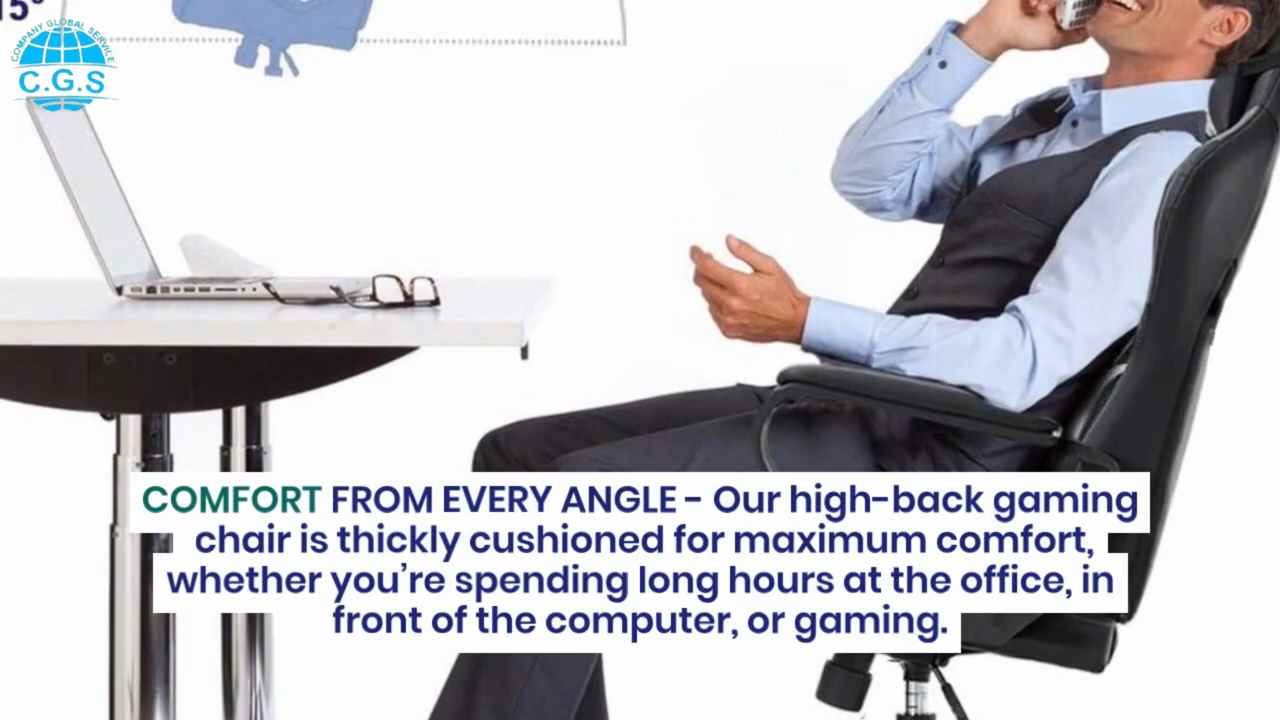 15°
COMPANY GLOBAL SERVICE
C.G.S
COMFORT FROM EVERY ANGLE - Our high-back gaming
chair is thickly cushioned for maximum comfort,
whether you're spending long hours at the office, in
front of the computer, or gaming.